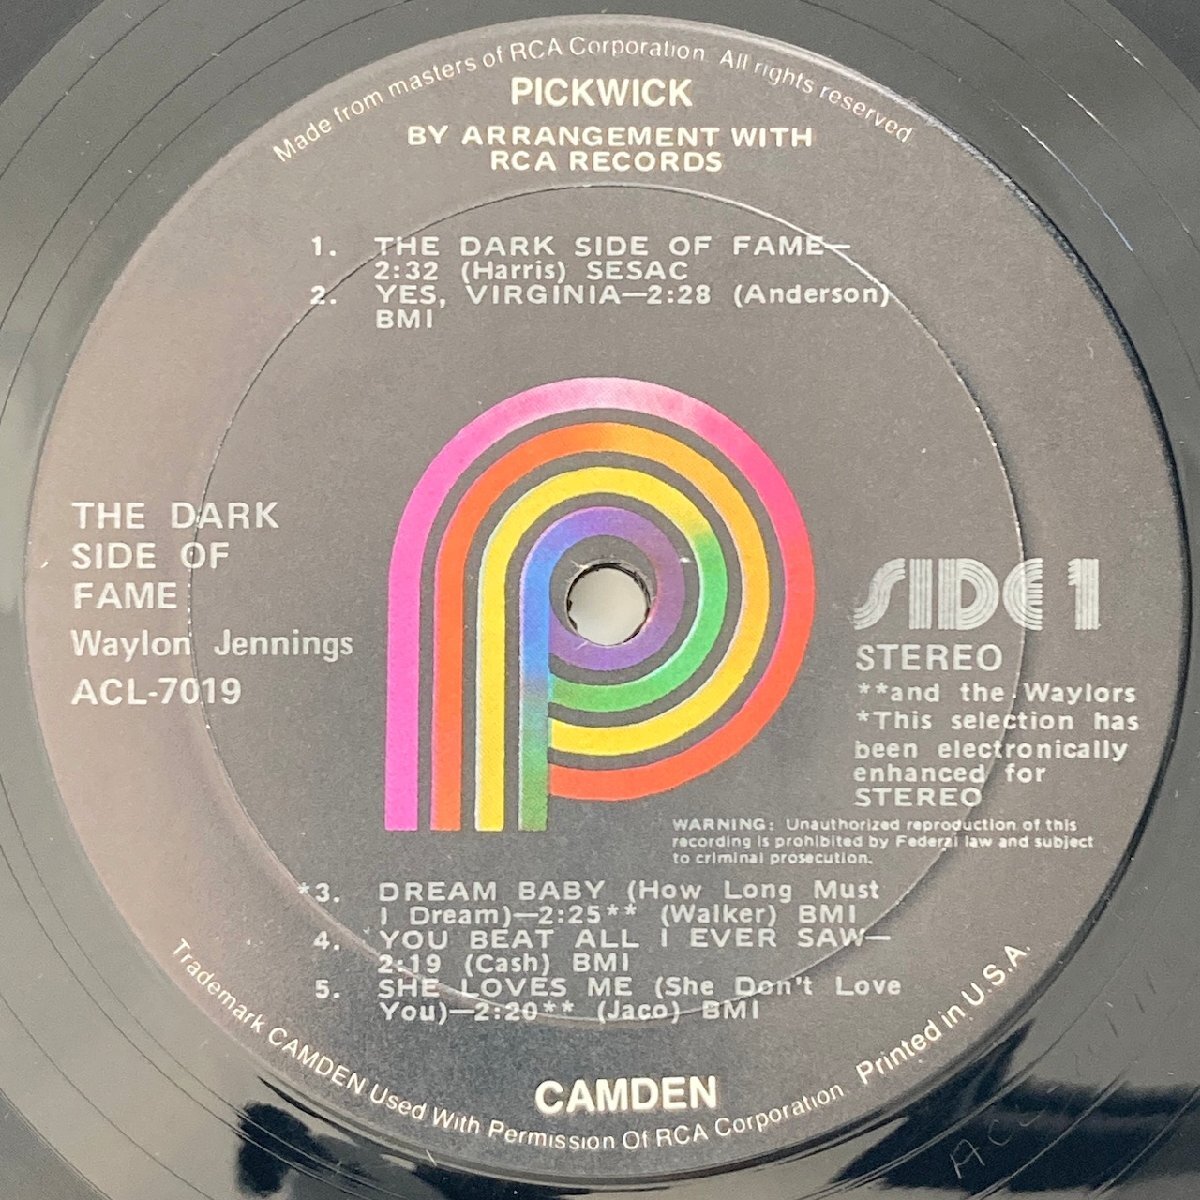 Made from masters of RCA Corporation All rights reserved.
PICKWICK
BY ARRANGEMENT WITH
RCA RECORDS
1. THE DARK SIDE OF FAME—
2:32 (Harris) SESAC
2. YES, VIRGINIA—2:28 (Anderson)
BMI
THE DARK
SIDE OF
FAME
Waylon Jennings
ACL-7019
SIDE 1
STEREO
**and the Waylors
*This selection has
been electronically
enhanced for
STEREO
WARNING: Unauthorized reproduction of this
recording is prohibited by Federal law and subject
to criminal prosecution.
*3. DREAM BABY (How Long Must
I Dream)—2:25** (Walker) BMI
4. YOU BEAT ALL I EVER SAW—
2:19 (Cash) BMI
5. SHE LOVES ME (She Don't Love
You)—2:20** (Jaco) BMI
CAMDEN
Trademark CAMDEN Used With Permission Of RCA Corporation Printed in U.S.A.